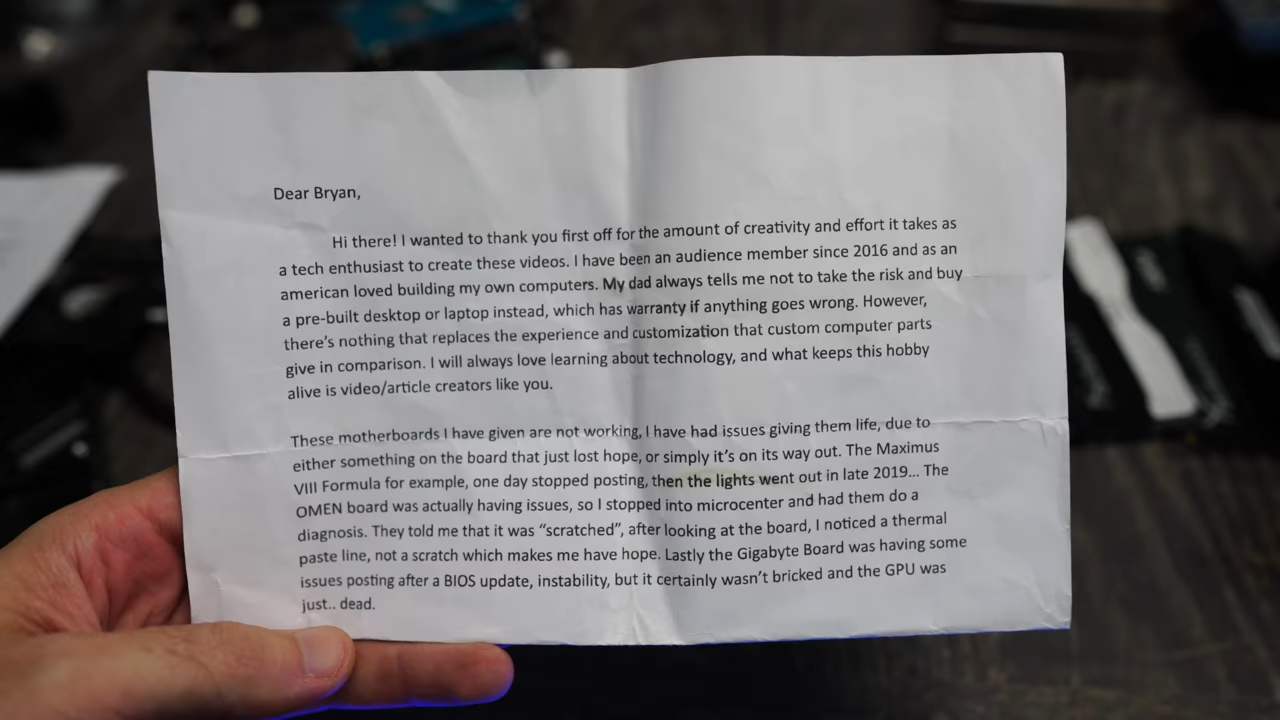 Dear Bryan,
Hi there! I wanted to thank you first off for the amount of creativity and effort it takes as
a tech enthusiast to create these videos. I have been an audience member since 2016 and as an
american loved building my own computers. My dad always tells me not to take the risk and buy
a pre-built desktop or laptop instead, which has warranty if anything goes wrong. However,
there's nothing that replaces the experience and customization that custom computer parts
give in comparison. I will always love learning about technology, and what keeps this hobby
alive is video/article creators like you.
These motherboards I have given are not working, I have had issues giving them life, due to
either something on the board that just lost hope, or simply it's on its way out. The Maximus
VIII Formula for example, one day stopped posting, then the lights went out in late 2019... The
OMEN board was actually having issues, so I stopped into microcenter and had them do a
diagnosis. They told me that it was “scratched”, after looking at the board, I noticed a thermal
paste line, not a scratch which makes me have hope. Lastly the Gigabyte Board was having some
issues posting after a BIOS update, instability, but it certainly wasn't bricked and the GPU was
just.. dead.